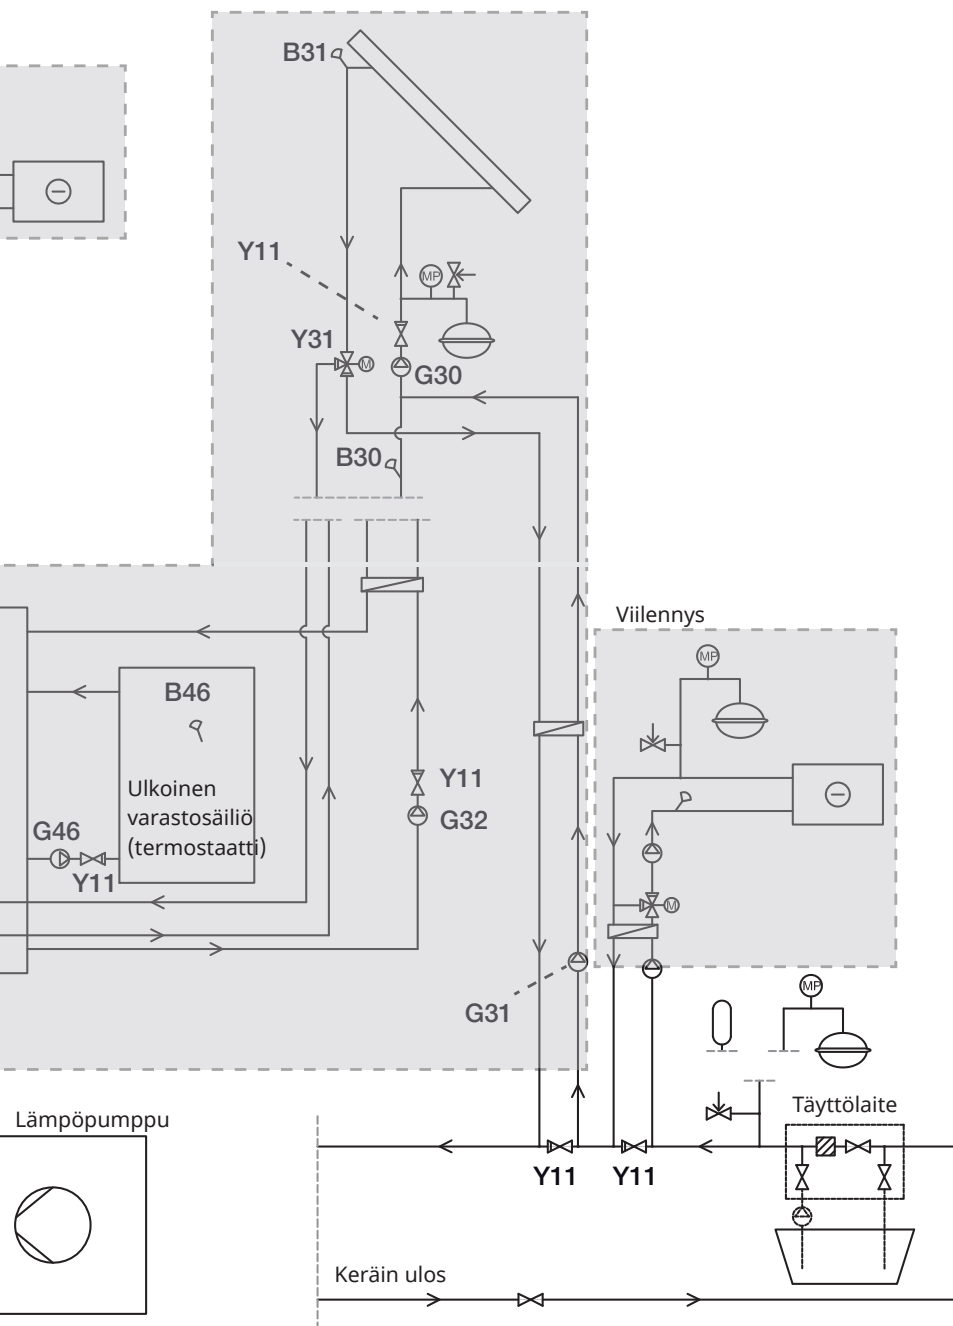 B31
Y11
MP
Y31
M
G30
B30
Viilennys
MP
B46
Ulkoinen
varastosäiliö
(termostaatti)
Y11
G32
G46
Y11
M
G31
MP
Lämpöpumppu
Täyttölaite
Y11
Y11
Keräin ulos